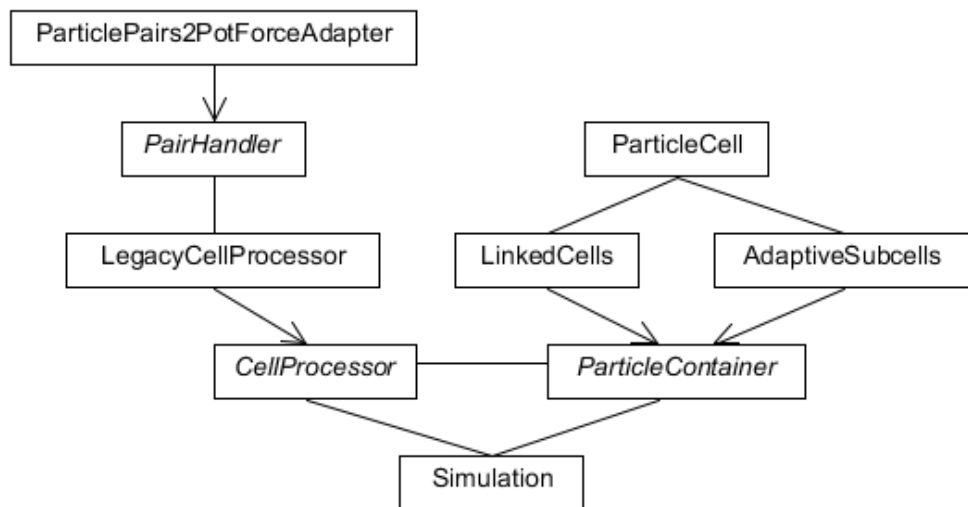 ParticlePairs2PotForceAdapter
PairHandler
ParticleCell
LegacyCellProcessor
LinkedCells
AdaptiveSubcells
CellProcessor
ParticleContainer
Simulation